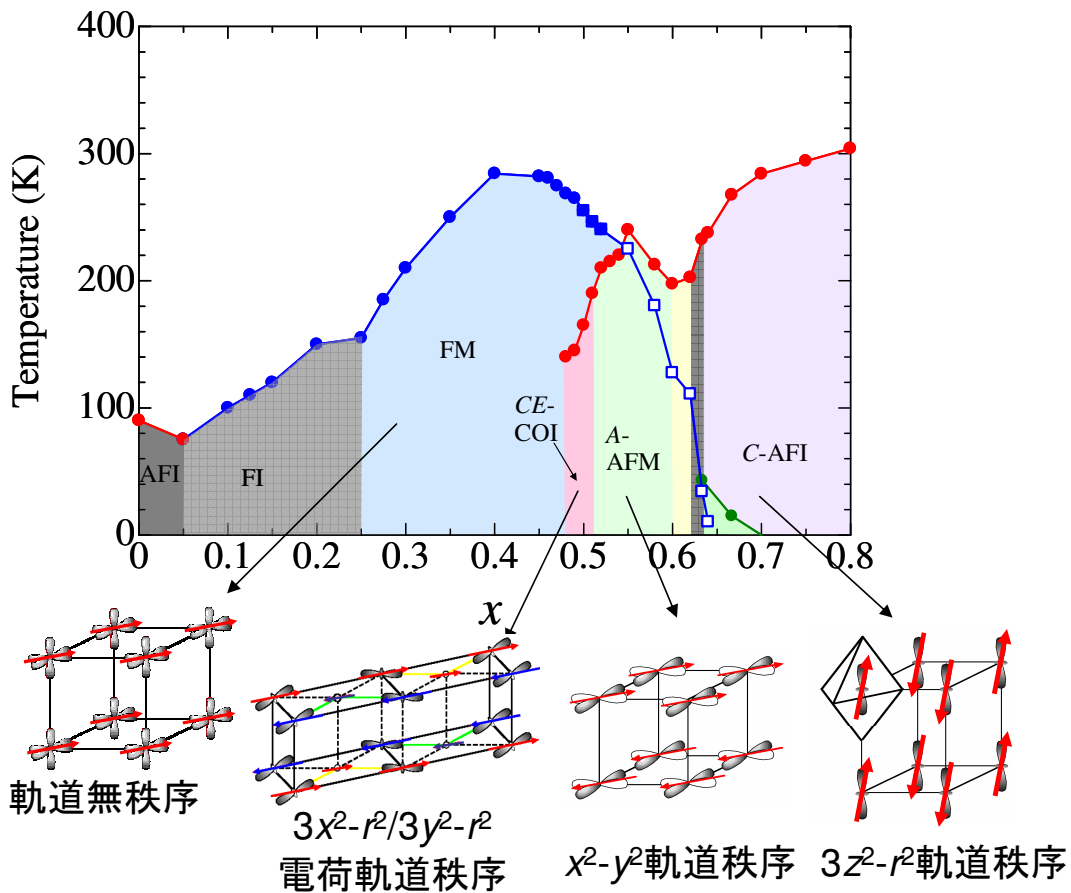 400
300
200
100
0
Temperature (K)
AFI
FI
FM
CE-
COI
A-
AFM
C-AFI
0 0.1 0.2 0.3 0.4 0.5 0.6 0.7 0.8
x
軌道無秩序
3x²-r²/3y²-r²
電荷軌道秩序
x²-y²軌道秩序
3z²-r²軌道秩序